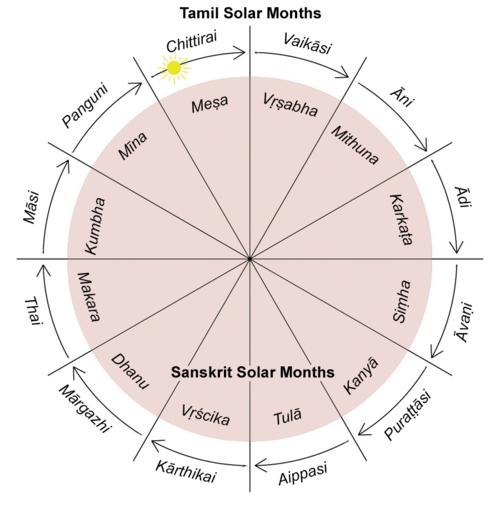 Tamil Solar Months
Chittirai
Vaikāsi
Āni
Ādi
Āvaṇi
Puraṭṭāsi
Aippasi
Kārthikai
Mārgazhi
Thai
Māsi
Panguni
Meṣa
Vṛṣabha
Mithuna
Karkaṭa
Siṃha
Kanyā
Tulā
Vṛścika
Dhanu
Makara
Kumbha
Mīna
Sanskrit Solar Months